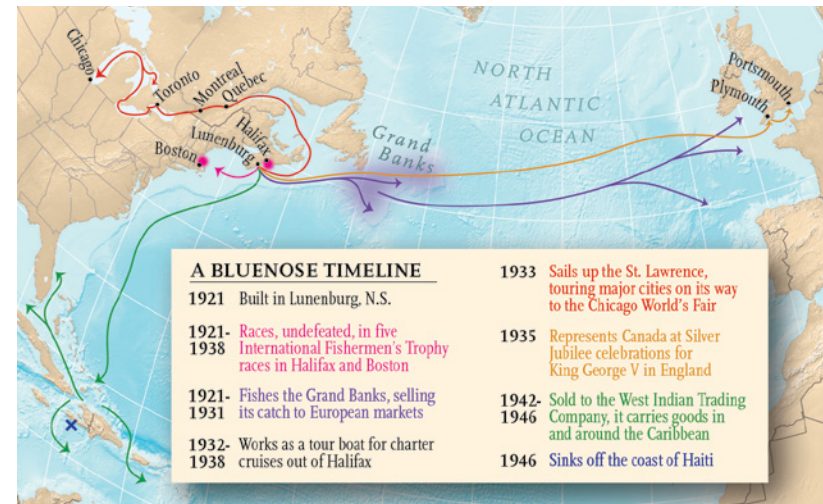 Chicago
Toronto
Montreal
Quebec
Halifax
Lunenburg
Boston
Grand
Banks
NORTH
ATLANTIC
OCEAN
Portsmouth
Plymouth
A BLUENOSE TIMELINE
1921 Built in Lunenburg, N.S.
1921- Races, undefeated, in five
1938 International Fishermen's Trophy
races in Halifax and Boston
1921- Fishes the Grand Banks, selling
1931 its catch to European markets
1932- Works as a tour boat for charter
1938 cruises out of Halifax
1933 Sails up the St. Lawrence,
touring major cities on its way
to the Chicago World's Fair
1935 Represents Canada at Silver
Jubilee celebrations for
King George V in England
1942- Sold to the West Indian Trading
1946 Company, it carries goods in
and around the Caribbean
1946 Sinks off the coast of Haiti